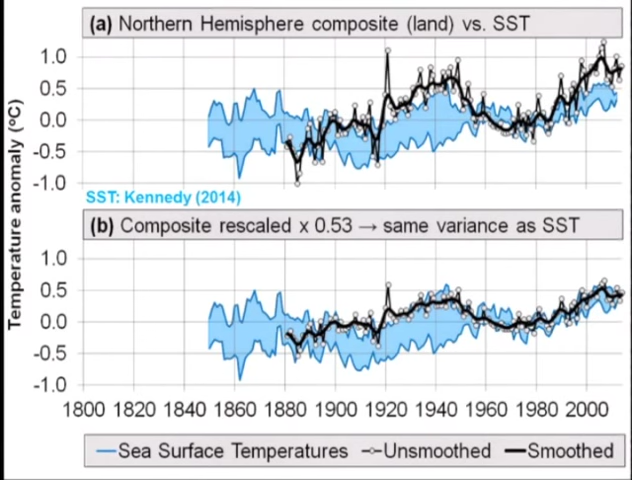 (a) Northern Hemisphere composite (land) vs. SST
1.0
0.5
0.0
-0.5
-1.0
SST: Kennedy (2014)
Temperature anomaly (ºC)
(b) Composite rescaled x 0.53 → same variance as SST
1.0
0.5
0.0
-0.5
-1.0
1800 1820 1840 1860 1880 1900 1920 1940 1960 1980 2000
Sea Surface Temperatures Unsmoothed Smoothed